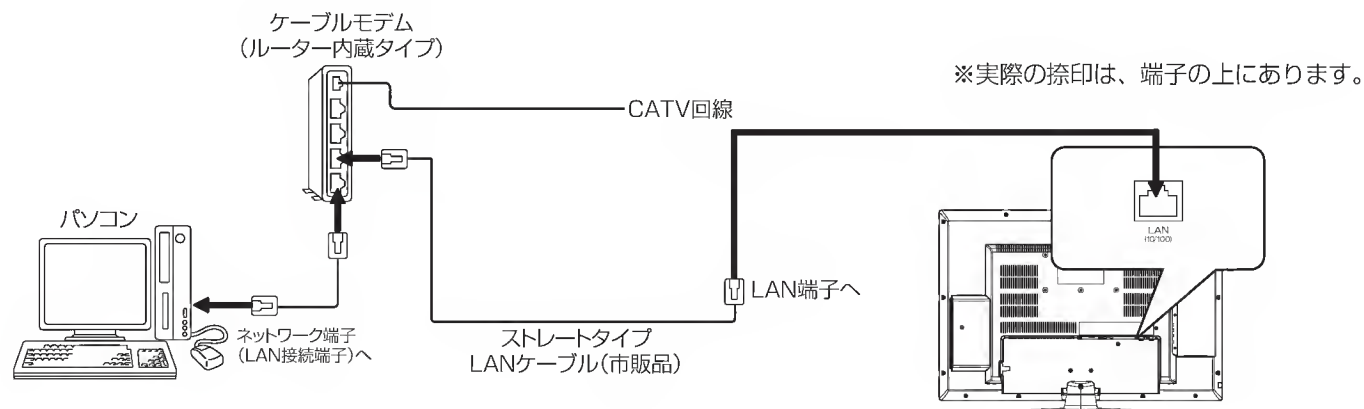 ケーブルモデム
（ルーター内蔵タイプ）
※実際の捺印は、端子の上にあります。
CATV回線
パソコン
LAN
(10/100)
LAN端子へ
ネットワーク端子
（LAN接続端子）へ
ストレートタイプ
LANケーブル（市販品）